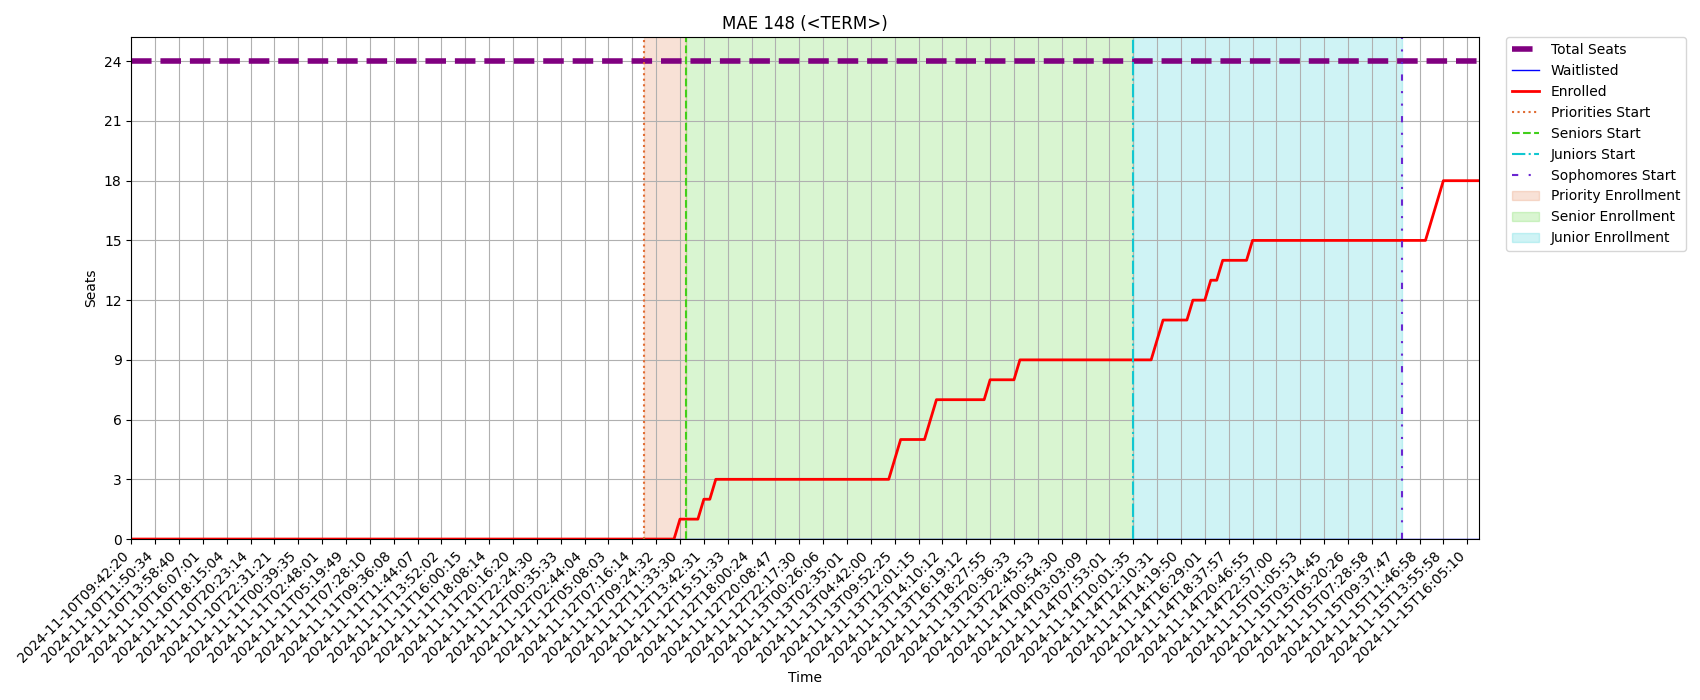 MAE 148 (<TERM>)
Seats
24
21
18
15
12
9
6
3
0
2024-11-10T09:42:20
2024-11-10T11:50:34
2024-11-10T13:58:40
2024-11-10T16:07:01
2024-11-10T18:15:04
2024-11-10T20:23:14
2024-11-10T22:31:21
2024-11-11T00:39:35
2024-11-11T02:48:01
2024-11-11T05:19:49
2024-11-11T07:28:10
2024-11-11T09:36:08
2024-11-11T11:44:07
2024-11-11T13:52:02
2024-11-11T16:00:15
2024-11-11T18:08:14
2024-11-11T20:16:20
2024-11-11T22:24:30
2024-11-12T00:35:33
2024-11-12T02:44:04
2024-11-12T05:08:03
2024-11-12T07:16:14
2024-11-12T09:24:32
2024-11-12T11:33:30
2024-11-12T13:42:31
2024-11-12T15:51:33
2024-11-12T18:00:24
2024-11-12T20:08:47
2024-11-12T22:17:30
2024-11-13T00:26:06
2024-11-13T02:35:01
2024-11-13T04:42:00
2024-11-13T09:52:25
2024-11-13T12:01:15
2024-11-13T14:10:12
2024-11-13T16:19:12
2024-11-13T18:27:55
2024-11-13T20:36:33
2024-11-13T22:45:53
2024-11-14T00:54:30
2024-11-14T03:03:09
2024-11-14T07:53:01
2024-11-14T10:01:35
2024-11-14T12:10:31
2024-11-14T14:19:50
2024-11-14T16:29:01
2024-11-14T18:37:57
2024-11-14T20:46:55
2024-11-14T22:57:00
2024-11-15T01:05:53
2024-11-15T03:14:45
2024-11-15T05:20:26
2024-11-15T07:28:58
2024-11-15T09:37:47
2024-11-15T11:46:58
2024-11-15T13:55:58
2024-11-15T16:05:10
Time
Total Seats
Waitlisted
Enrolled
Priorities Start
Seniors Start
Juniors Start
Sophomores Start
Priority Enrollment
Senior Enrollment
Junior Enrollment